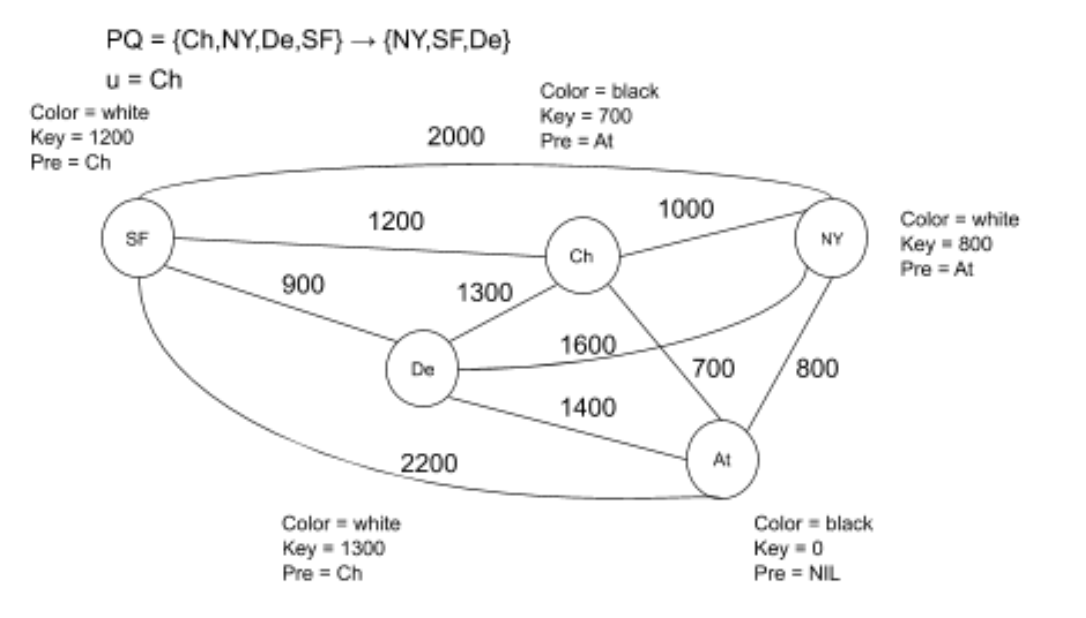 PQ = {Ch,NY,De,SF} → {NY,SF,De}
u = Ch
Color = white
Key = 1200
Pre = Ch
Color = black
Key = 700
Pre = At
2000
SF
1200
Ch
1000
NY
Color = white
Key = 800
Pre = At
900
1300
De
1600
700
800
1400
At
2200
Color = white
Key = 1300
Pre = Ch
Color = black
Key = 0
Pre = NIL